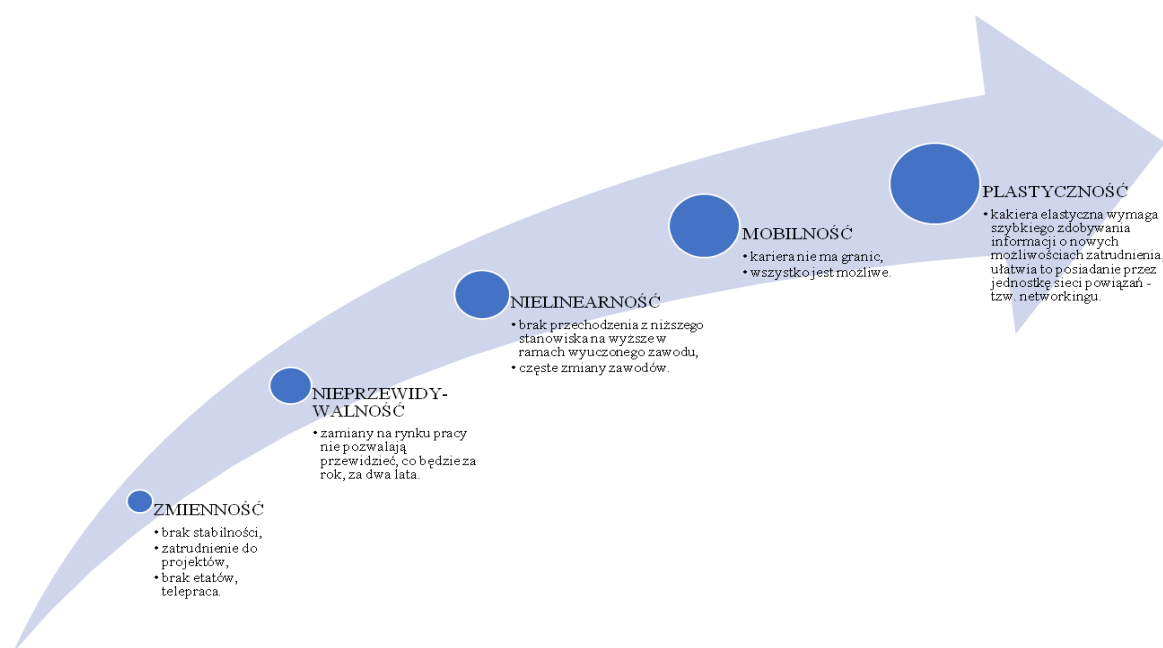 ZMIENNOŚĆ
• brak stabilności,
• zatrudnienie do
projektów,
• brak etatów,
telepraca.
NIEPRZEWIDY-
WALNOŚĆ
• zamiany na rynku pracy
nie pozwalają
przewidzieć, co będzie za
rok, za dwa lata.
NIELINEARNOŚĆ
• brak przechodzenia z niższego
stanowiska na wyższe w
ramach wyuczonego zawodu,
• częste zmiany zawodów.
MOBILNOŚĆ
• kariera nie ma granic,
• wszystko jest możliwe.
PLASTYCZNOŚĆ
• kakiera elastyczna wymaga
szybkiego zdobywania
informacji o nowych
możliwościach zatrudnienia,
ułatwia to posiadanie przez
jednostkę sieci powiązań -
tzw. networkingu.